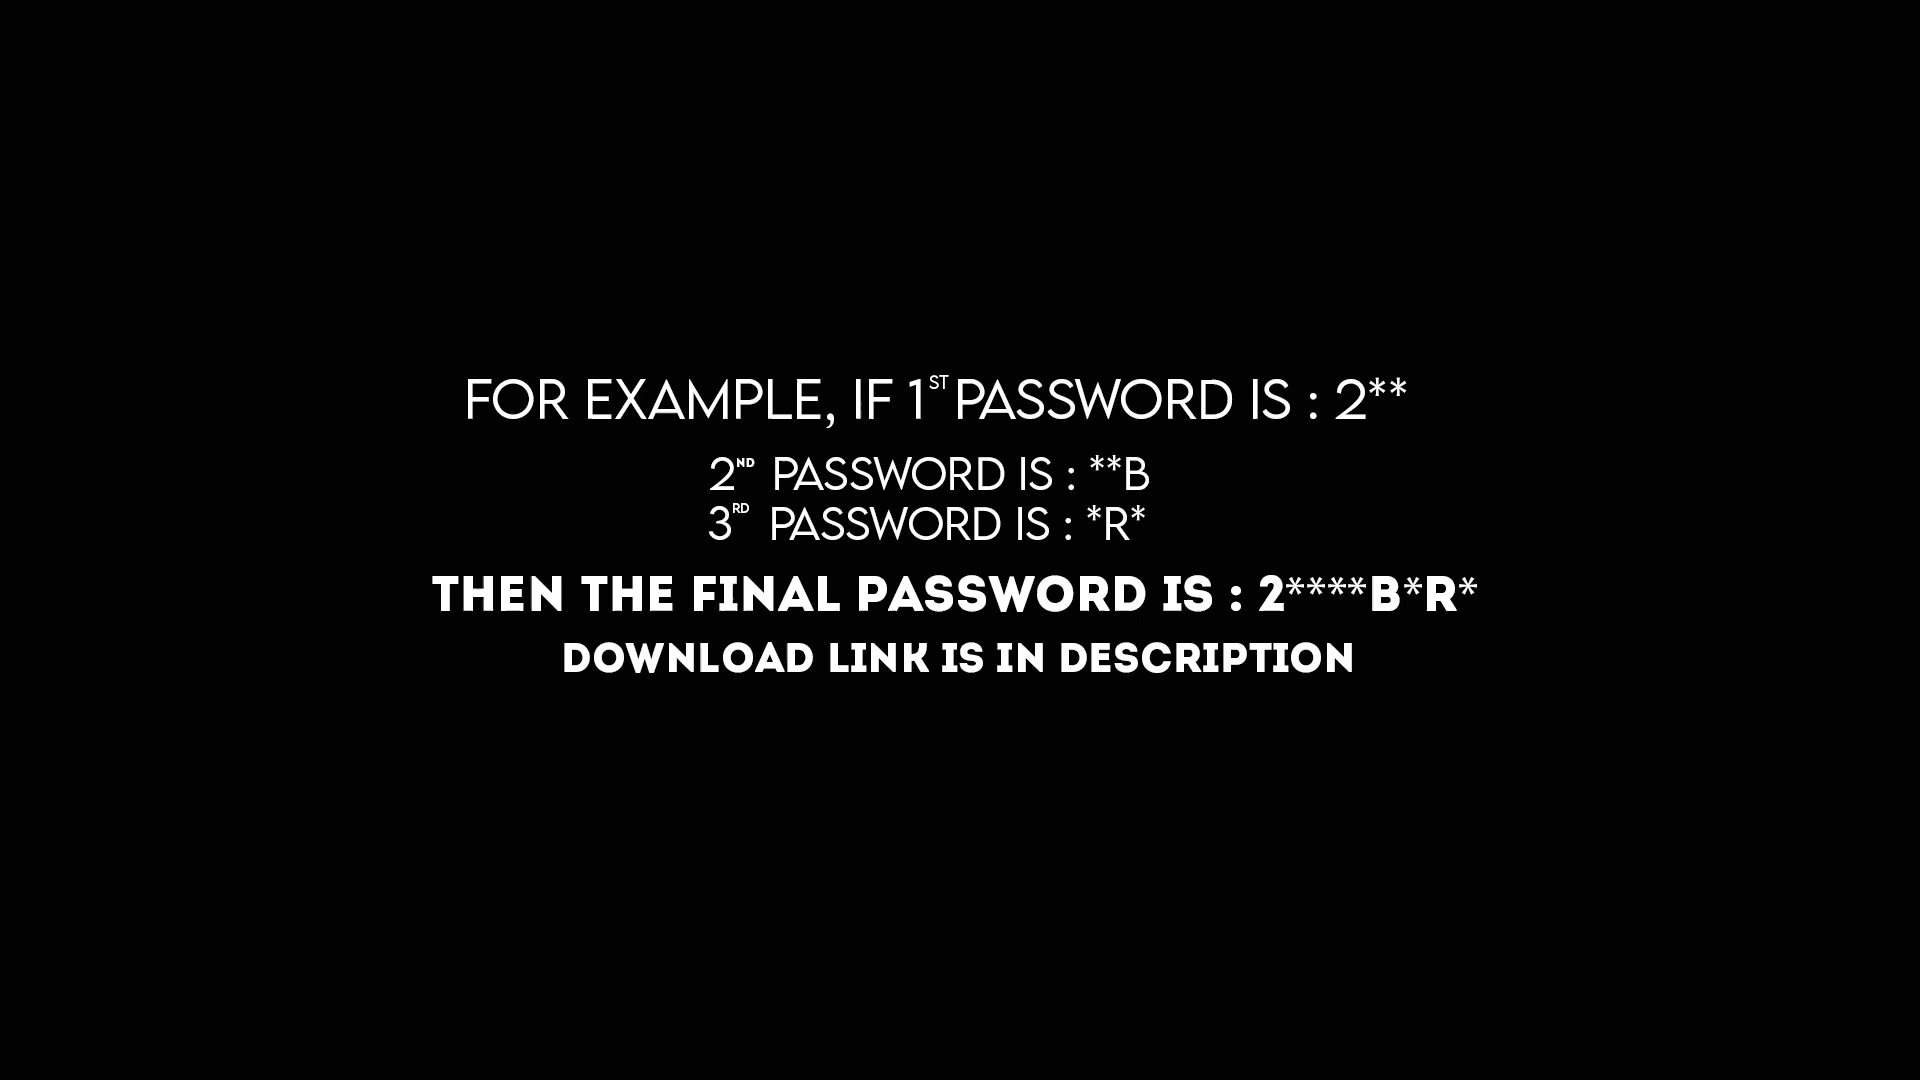 FOR EXAMPLE, IF 1ST PASSWORD IS : 2**
2ND PASSWORD IS : **B
3RD PASSWORD IS : *R*
THEN THE FINAL PASSWORD IS : 2****B*R*
DOWNLOAD LINK IS IN DESCRIPTION